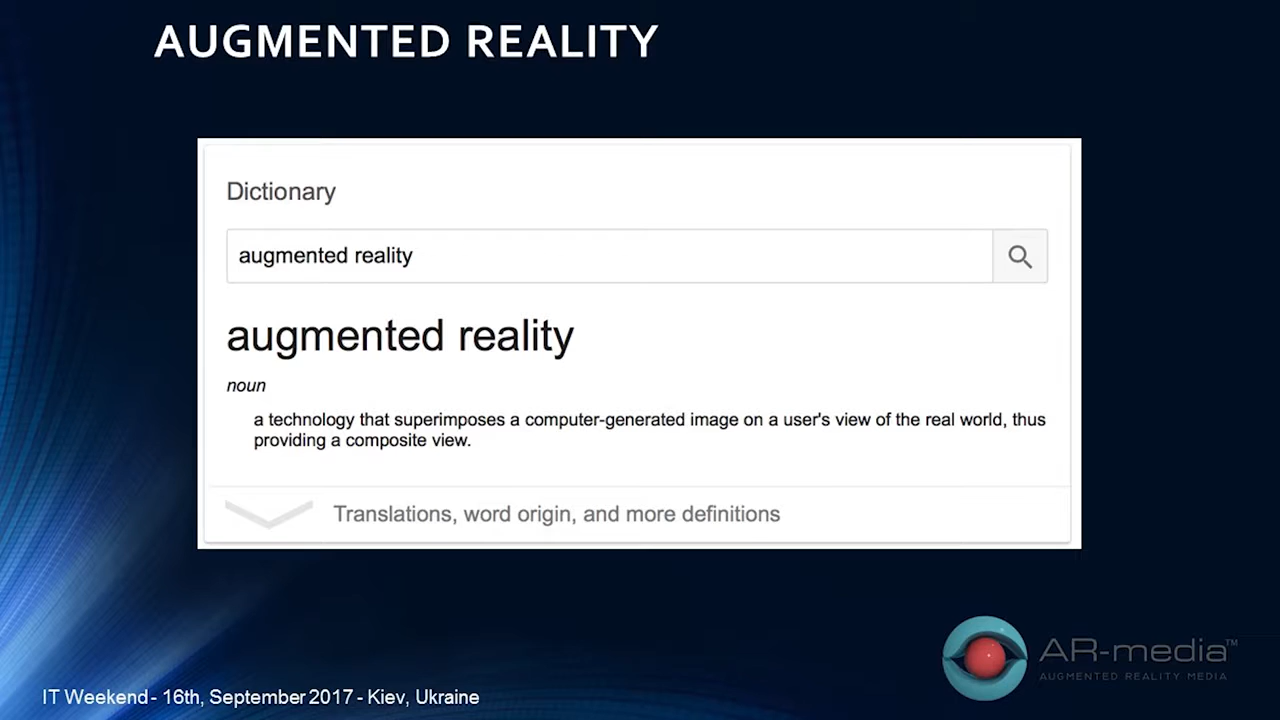 AUGMENTED REALITY
Dictionary
augmented reality
augmented reality
noun
a technology that superimposes a computer-generated image on a user's view of the real world, thus
providing a composite view.
Translations, word origin, and more definitions
AR-media™
AUGMENTED REALITY MEDIA
IT Weekend - 16th, September 2017 - Kiev, Ukraine